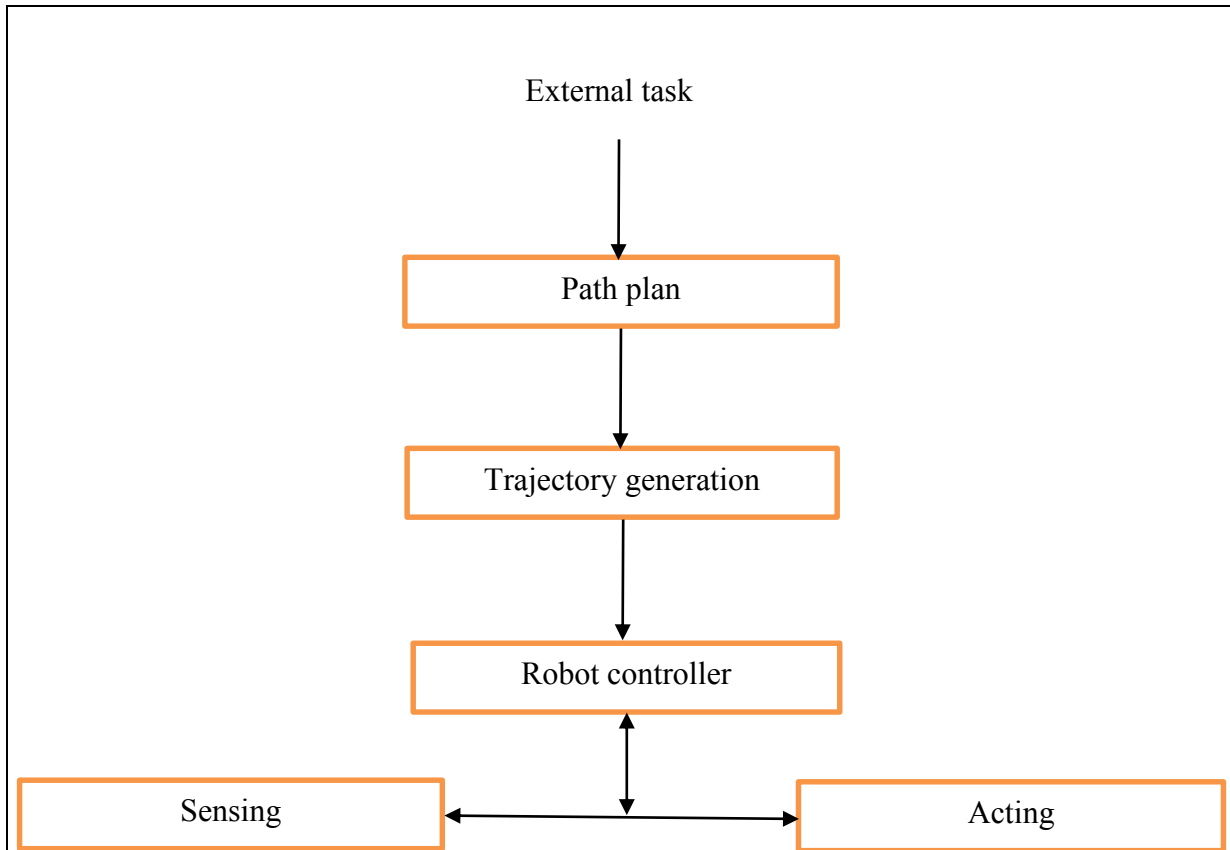 External task
Path plan
Trajectory generation
Robot controller
Sensing
Acting